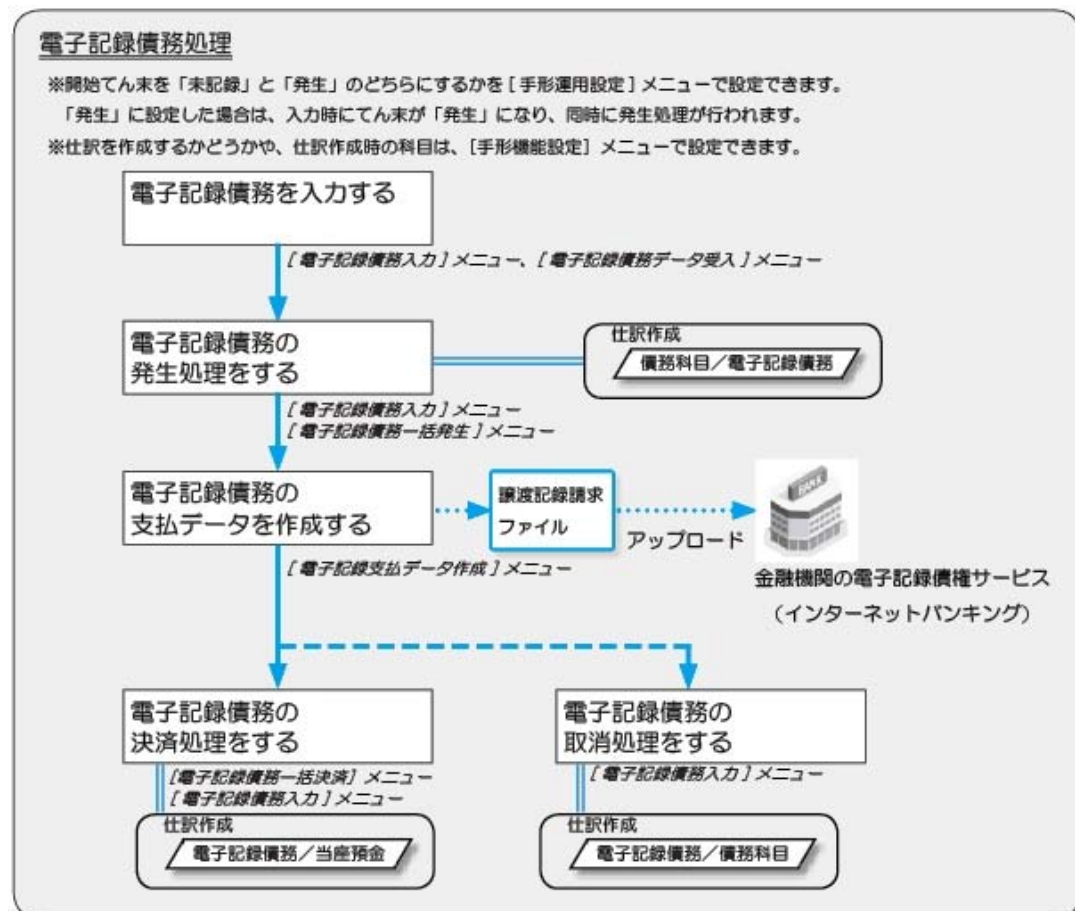 電子記録債務処理
※開始てん末を「未記録」と「発生」のどちらにするかを[手形運用設定]メニューで設定できます。
「発生」に設定した場合は、入力時にてん末が「発生」になり、同時に発生処理が行われます。
※仕訳を作成するかどうかや、仕訳作成時の科目は、[手形機能設定]メニューで設定できます。
電子記録債務を入力する
[電子記録債務入力]メニュー、[電子記録債務データ受入]メニュー
電子記録債務の
発生処理をする
仕訳作成
債務科目/電子記録債務
[電子記録債務入力]メニュー
[電子記録債務一括発生]メニュー
電子記録債務の
支払データを作成する
譲渡記録請求
ファイル
アップロード
BANK
金融機関の電子記録債権サービス
(インターネットバンキング)
[電子記録支払データ作成]メニュー
電子記録債務の
決済処理をする
[電子記録債務一括決済]メニュー
[電子記録債務入力]メニュー
仕訳作成
電子記録債務/当座預金
電子記録債務の
取消処理をする
[電子記録債務入力]メニュー
仕訳作成
電子記録債務/債務科目